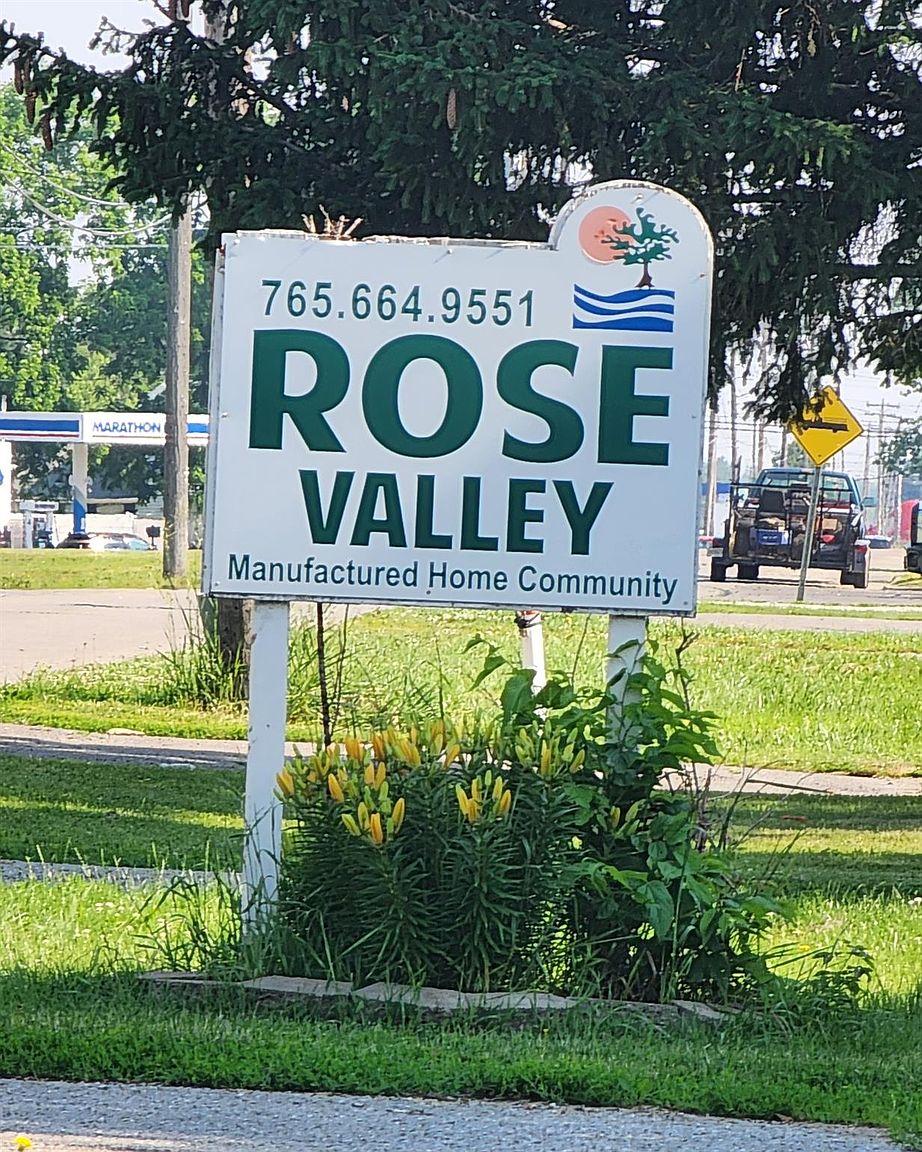 765.664.9551
ROSE
VALLEY
Manufactured Home Community
MARATHON